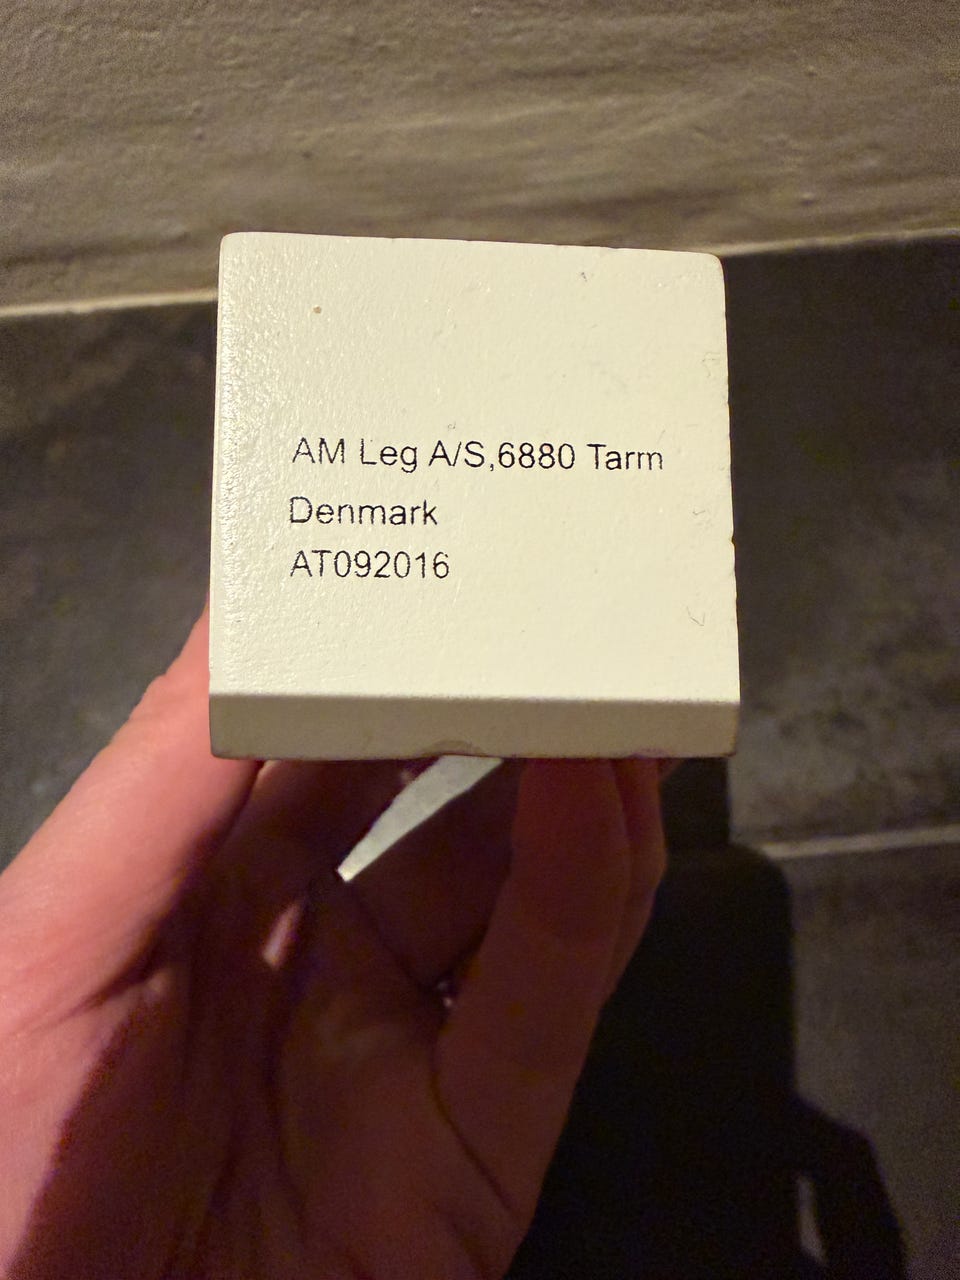 AM Leg A/S,6880 Tarm
Denmark
AT092016